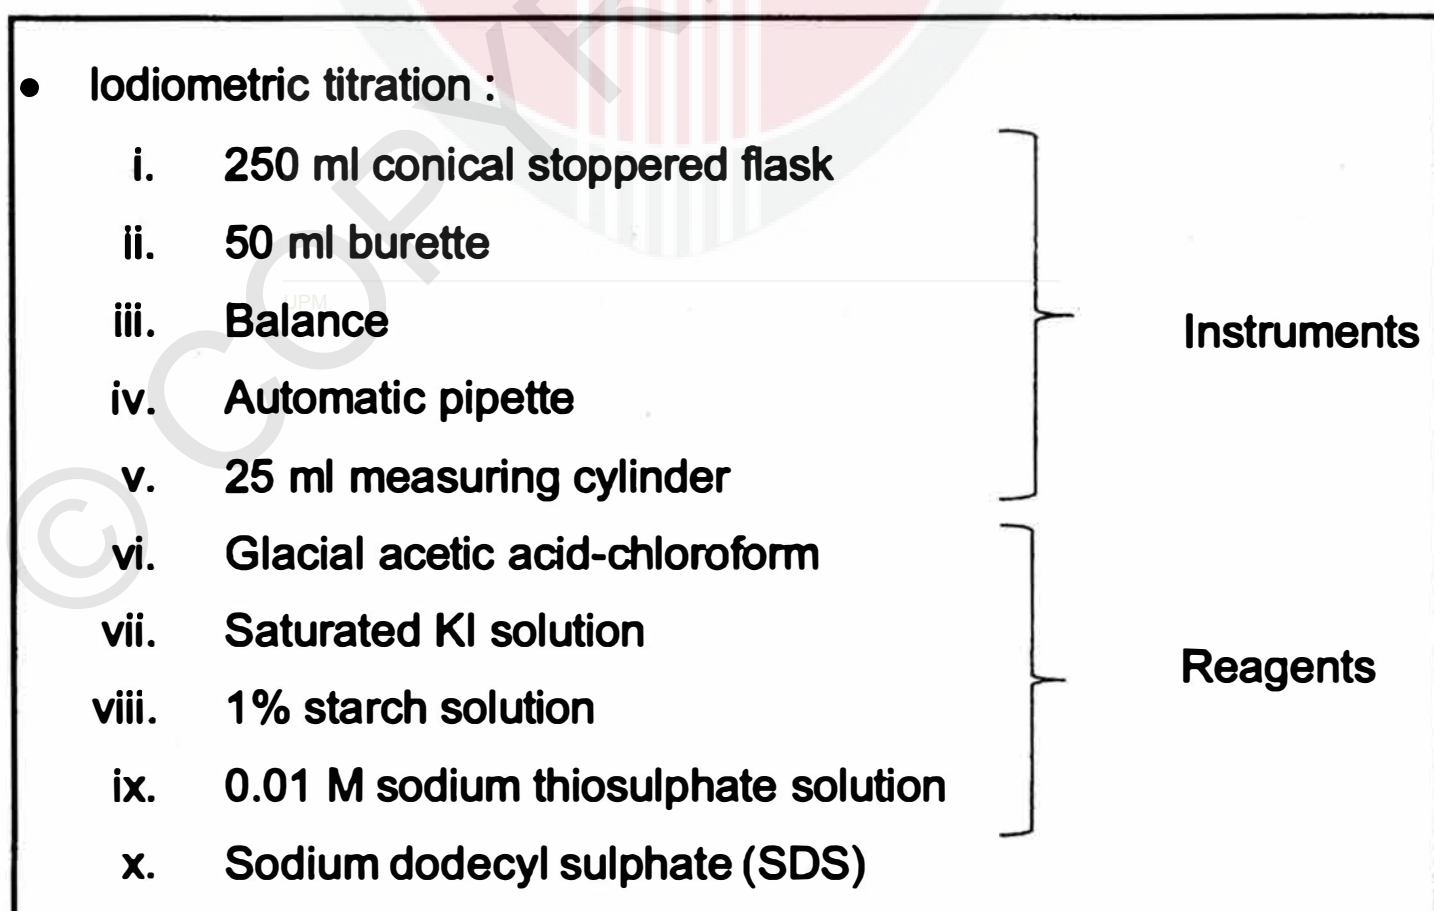 • Iodiometric titration :
i. 250 ml conical stoppered flask
ii. 50 ml burette
iii. Balance
iv. Automatic pipette
v. 25 ml measuring cylinder
Instruments
vi. Glacial acetic acid-chloroform
vii. Saturated KI solution
viii. 1% starch solution
ix. 0.01 M sodium thiosulphate solution
x. Sodium dodecyl sulphate (SDS)
Reagents
© COPYR
UPM